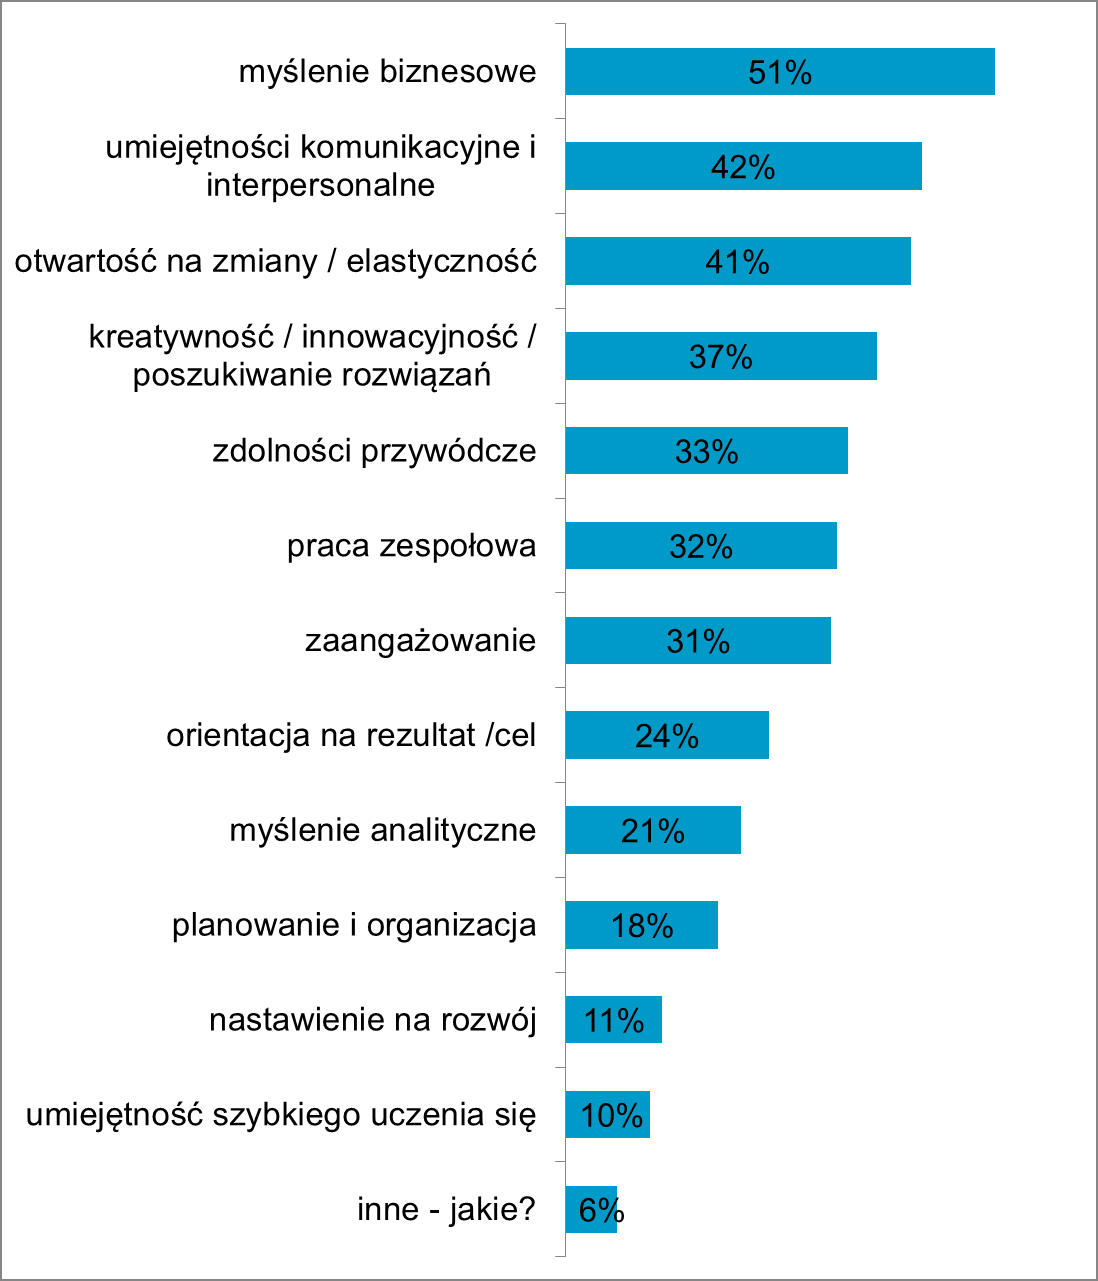 myślenie biznesowe
51%
umiejętności komunikacyjne i
interpersonalne
42%
otwartość na zmiany / elastyczność
41%
kreatywność / innowacyjność /
poszukiwanie rozwiązań
37%
zdolności przywódcze
33%
praca zespołowa
32%
zaangażowanie
31%
orientacja na rezultat /cel
24%
myślenie analityczne
21%
planowanie i organizacja
18%
nastawienie na rozwój
11%
umiejętność szybkiego uczenia się
10%
inne - jakie?
6%